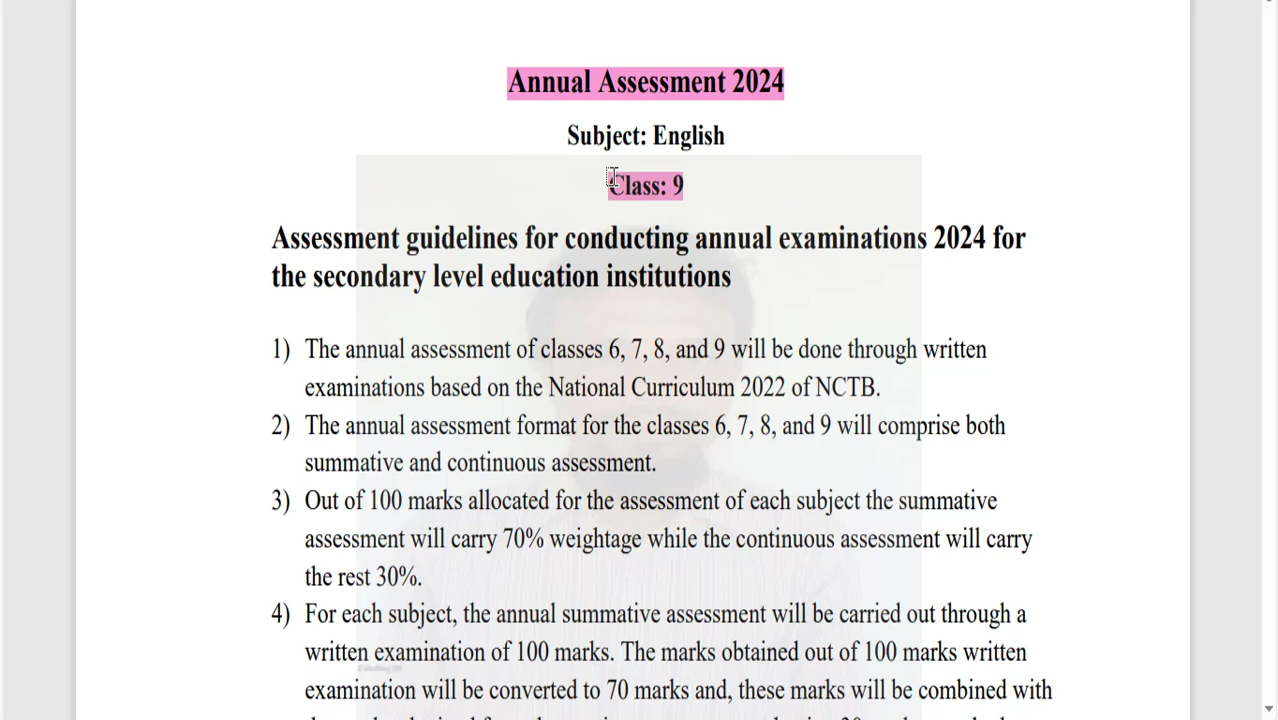 Annual Assessment 2024
Subject: English
Class: 9
Assessment guidelines for conducting annual examinations 2024 for
the secondary level education institutions
1) The annual assessment of classes 6, 7, 8, and 9 will be done through written
examinations based on the National Curriculum 2022 of NCTB.
2) The annual assessment format for the classes 6, 7, 8, and 9 will comprise both
summative and continuous assessment.
3) Out of 100 marks allocated for the assessment of each subject the summative
assessment will carry 70% weightage while the continuous assessment will carry
the rest 30%.
4) For each subject, the annual summative assessment will be carried out through a
written examination of 100 marks. The marks obtained out of 100 marks written
examination will be converted to 70 marks and, these marks will be combined with